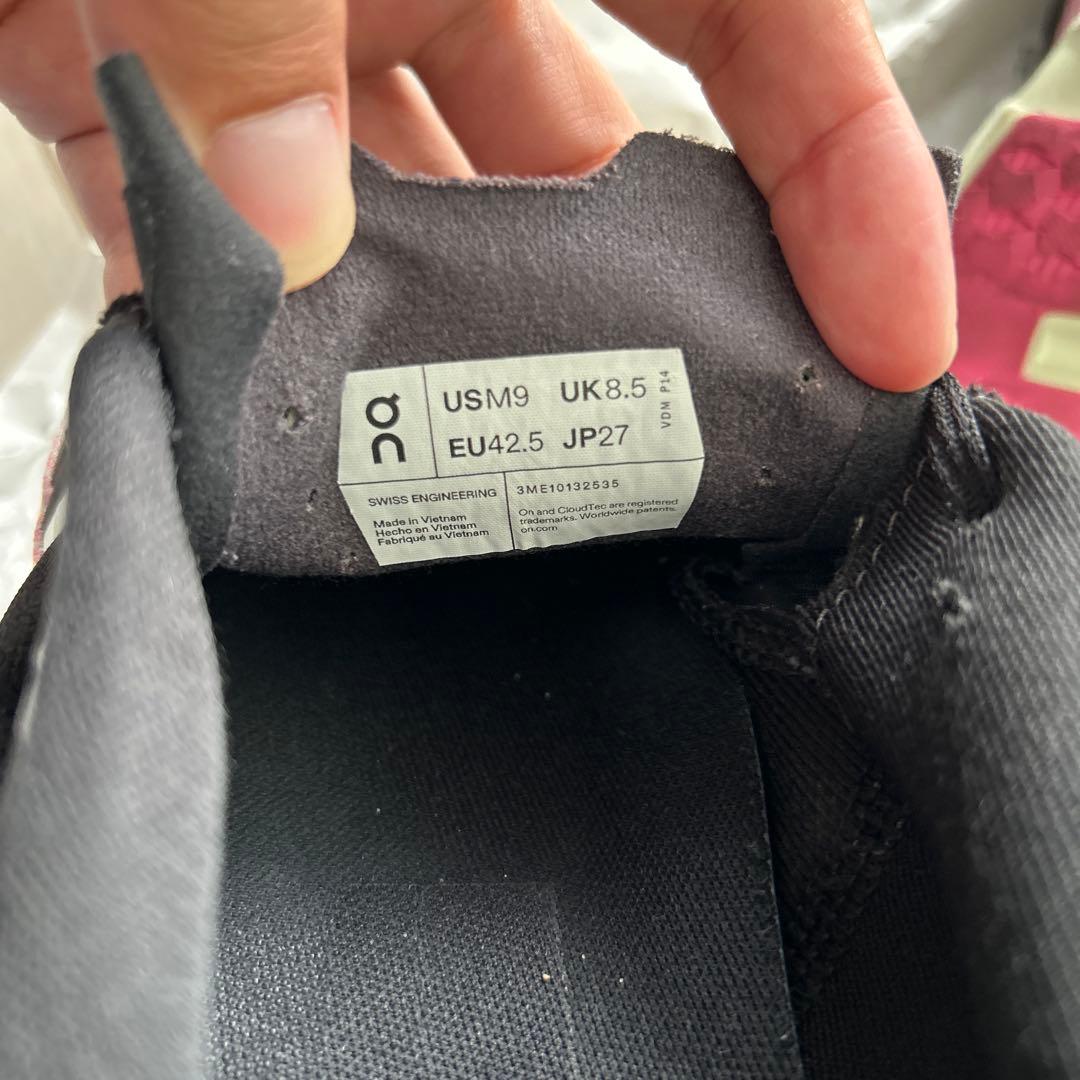 On
USM9 UK8.5
EU42.5 JP27
VDM P14
SWISS ENGINEERING
Made in Vietnam
Hecho en Vietnam
Fabriqué au Vietnam
3ME10132535
On and CloudTec are registered
trademarks. Worldwide patents.
on.com